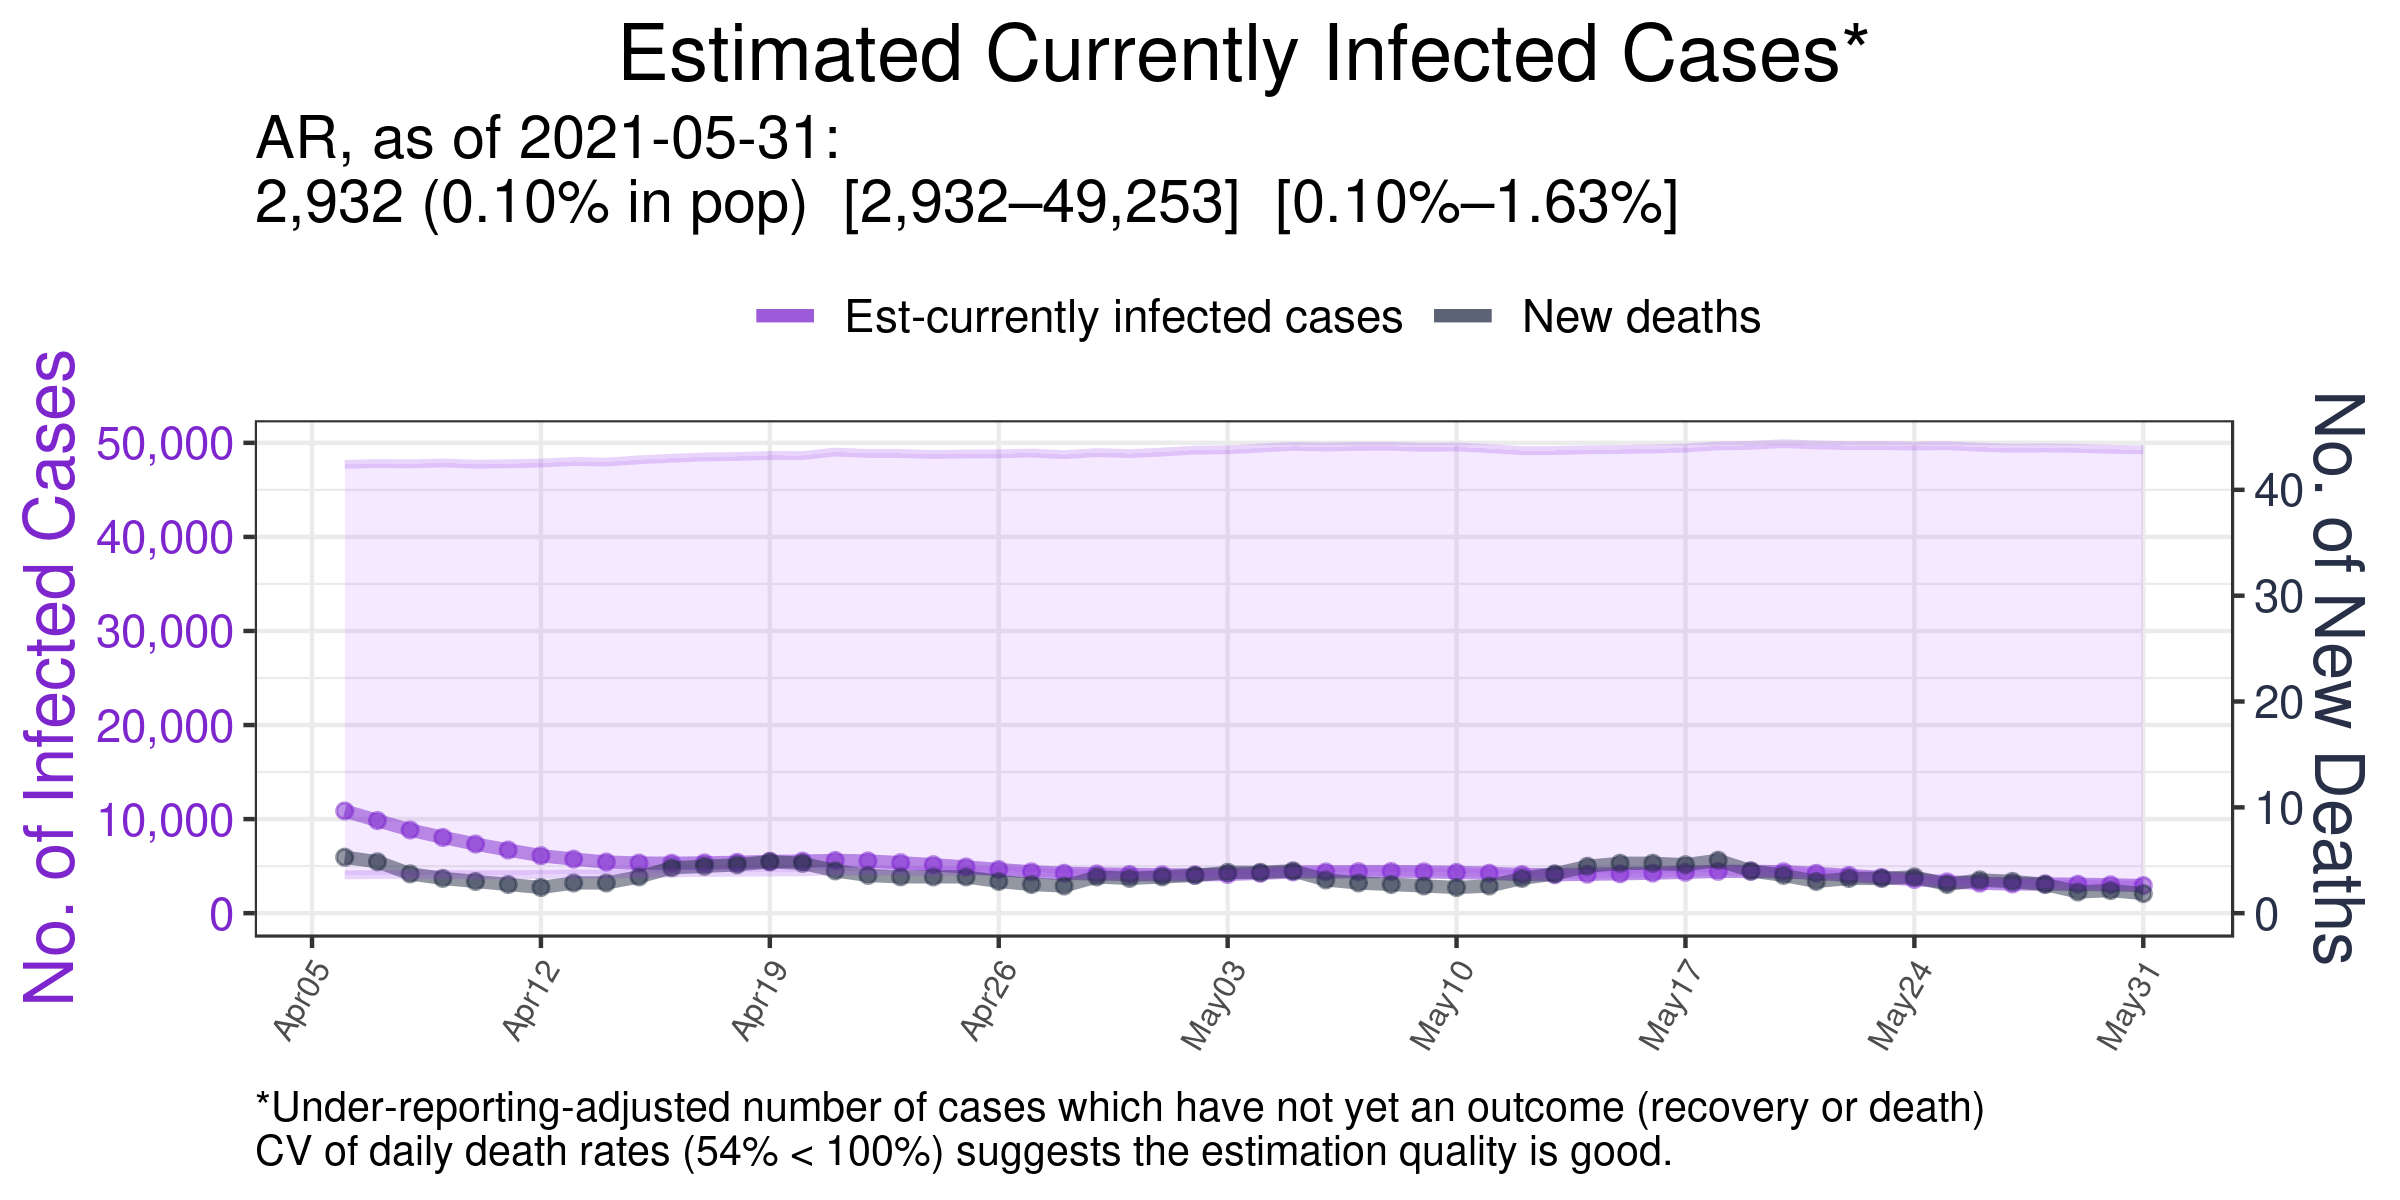 Estimated Currently Infected Cases*
AR, as of 2021-05-31:
2,932 (0.10% in pop)  [2,932–49,253]  [0.10%–1.63%]
Est-currently infected cases
New deaths
No. of Infected Cases
50,000
40,000
30,000
20,000
10,000
0
40
30
20
10
0
No. of New Deaths
Apr05
Apr12
Apr19
Apr26
May03
May10
May17
May24
May31
*Under-reporting-adjusted number of cases which have not yet an outcome (recovery or death)
CV of daily death rates (54% < 100%) suggests the estimation quality is good.